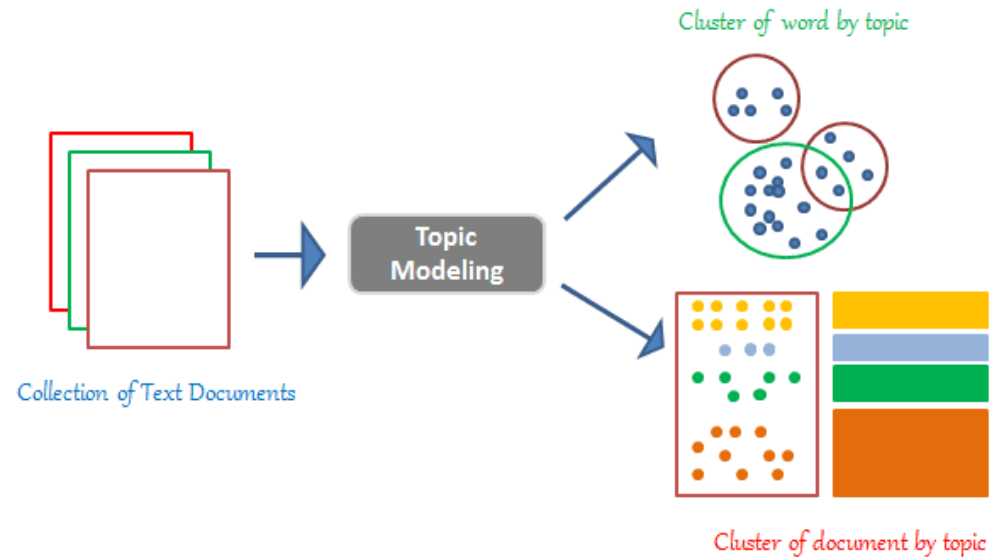 Cluster of word by topic
Topic
Modeling
Collection of Text Documents
Cluster of document by topic